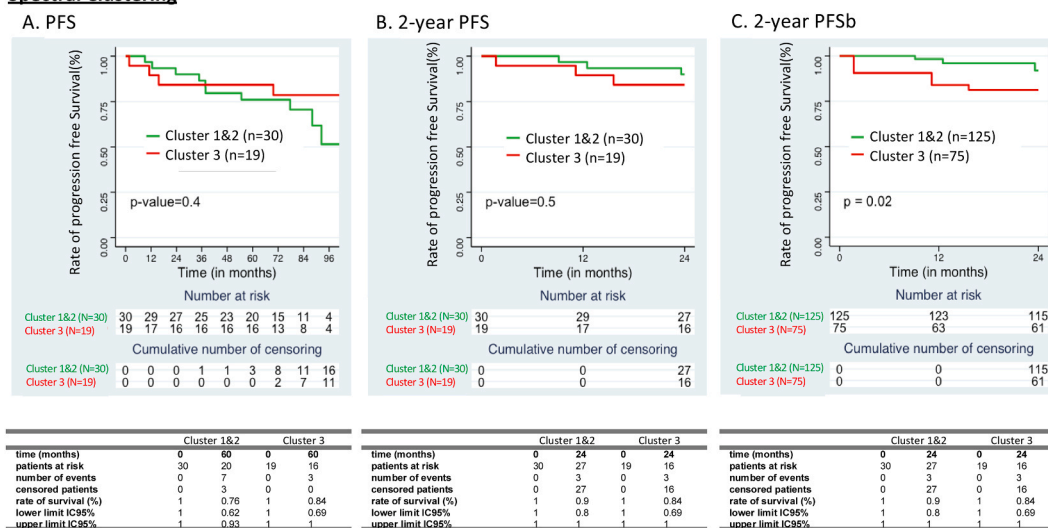 Spectral Clustering
A. PFS
Rate of progression free Survival(%)
1.00
0.75
0.50
0.25
0.00
Cluster 1&2 (n=30)
Cluster 3 (n=19)
p-value=0.4
0 12 24 36 48 60 72 84 96
Time (in months)
Number at risk
Cluster 1&2 (N=30) 30 29 27 25 23 20 15 11 4
Cluster 3 (N=19) 19 17 16 16 16 16 13 8 4
Cumulative number of censoring
Cluster 1&2 (N=30) 0 0 0 1 1 3 8 11 16
Cluster 3 (N=19) 0 0 0 0 0 0 2 7 11
B. 2-year PFS
Rate of progression free Survival(%)
1.00
0.75
0.50
0.25
0.00
Cluster 1&2 (n=30)
Cluster 3 (n=19)
p-value=0.5
0 12 24
Time (in months)
Number at risk
Cluster 1&2 (N=30) 30 29 27
Cluster 3 (N=19) 19 17 16
Cumulative number of censoring
Cluster 1&2 (N=30) 0 0 27
Cluster 3 (N=19) 0 0 16
C. 2-year PFSb
Rate of progression free Survival(%)
1.00
0.75
0.50
0.25
0.00
Cluster 1&2 (n=125)
Cluster 3 (n=75)
p = 0.02
0 12 24
Time (in months)
Number at risk
Cluster 1&2 (N=125) 125 123 115
Cluster 3 (N=75) 75 63 61
Cumulative number of censoring
Cluster 1&2 (N=125) 0 0 115
Cluster 3 (N=75) 0 0 61
Cluster 1&2 Cluster 3
time (months) 0 60 0 60
patients at risk 30 20 19 16
number of events 0 7 0 3
censored patients 0 3 0 0
rate of survival (%) 1 0.76 1 0.84
lower limit IC95% 1 0.62 1 0.69
upper limit IC95% 1 0.93 1 1
Cluster 1&2 Cluster 3
time (months) 0 24 0 24
patients at risk 30 27 19 16
number of events 0 3 0 3
censored patients 0 27 0 16
rate of survival (%) 1 0.9 1 0.84
lower limit IC95% 1 0.8 1 0.69
upper limit IC95% 1 1 1 1
Cluster 1&2 Cluster 3
time (months) 0 24 0 24
patients at risk 30 27 19 16
number of events 0 3 0 3
censored patients 0 27 0 16
rate of survival (%) 1 0.9 1 0.84
lower limit IC95% 1 0.8 1 0.69
upper limit IC95% 1 1 1 1